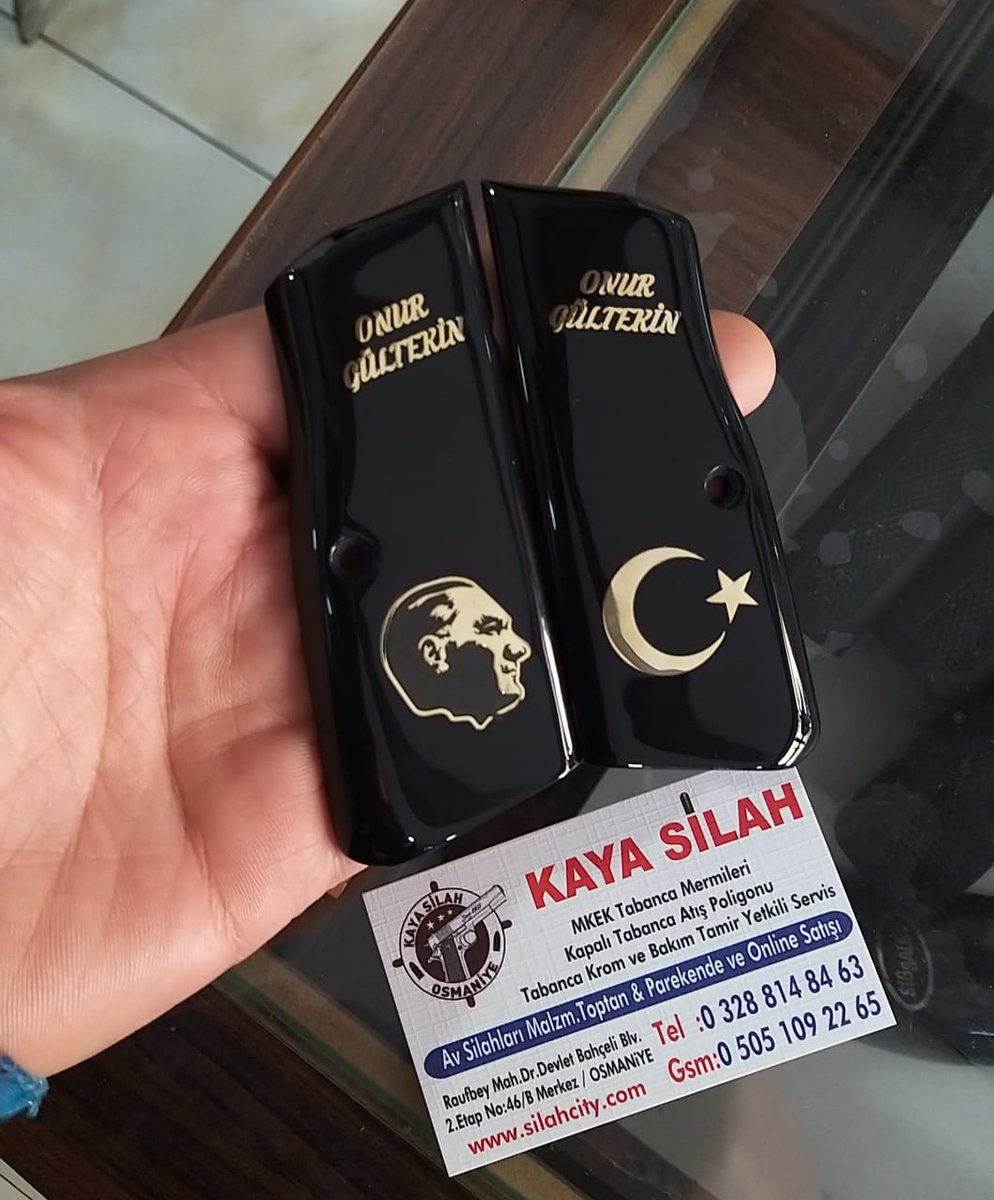 ONUR
GÜLTEKİN
ONUR
GÜLTEKİN
KAYA SİLAH
MKEK Tabanca Mermileri
Kapalı Tabanca Atış Poligonu
Tabanca Krom ve Bakım Tamir Yetkili Servis
Av Silahları Malzm.Toptan & Parekende ve Online Satışı
Raufbey Mah.Dr.Devlet Bahçeli Blv.
2.Etap No:46/B Merkez / OSMANiYE
Tel :0 328 814 84 63
Gsm:0 505 109 22 65
www.silahcity.com
KAYA SİLAH
OSMANİYE